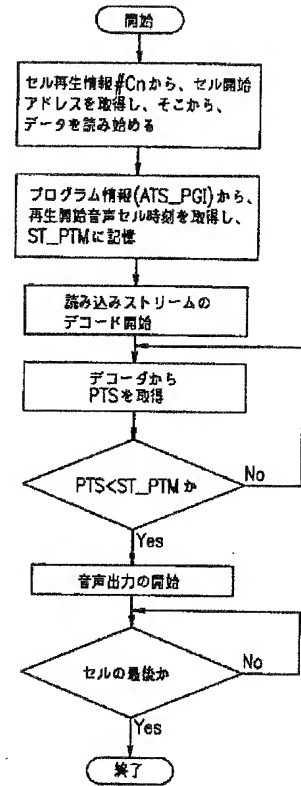 開始
セル再生情報#Cnから、セル開始
アドレスを取得し、そこから、
データを読み始める
プログラム情報(ATS_PGI)から、
再生開始音声セル時刻を取得し、
ST_PTMに記憶
読み込みストリームの
デコード開始
デコーダから
PTSを取得
PTS<ST_PTMか
No
Yes
音声出力の開始
セルの最後か
No
Yes
終了